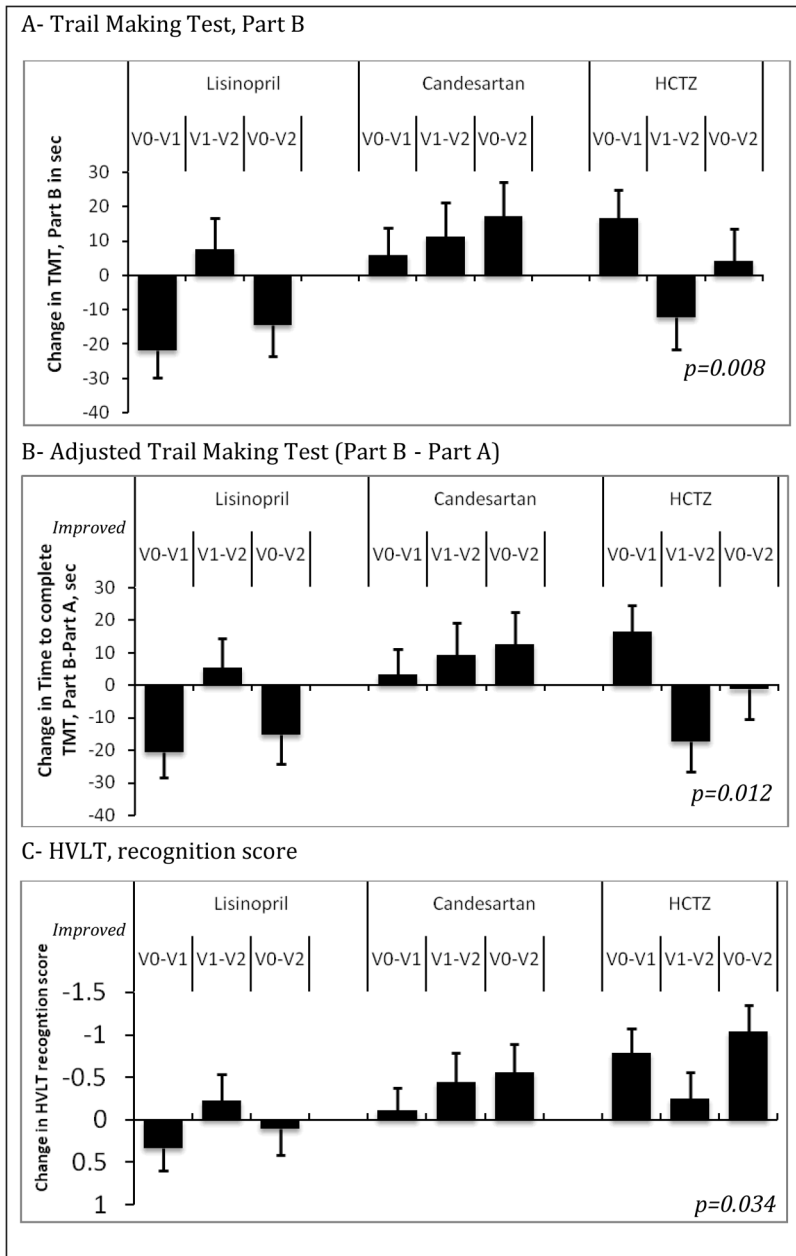 A- Trail Making Test, Part B
Lisinopril Candesartan HCTZ
V0-V1 V1-V2 V0-V2 V0-V1 V1-V2 V0-V2 V0-V1 V1-V2 V0-V2
Change in TMT, Part B in sec
30
20
10
0
-10
-20
-30
-40
p=0.008
B- Adjusted Trail Making Test (Part B - Part A)
Lisinopril Candesartan HCTZ
Improved
V0-V1 V1-V2 V0-V2 V0-V1 V1-V2 V0-V2 V0-V1 V1-V2 V0-V2
Change in Time to complete
TMT, Part B-Part A, sec
30
20
10
0
-10
-20
-30
-40
p=0.012
C- HVLT, recognition score
Lisinopril Candesartan HCTZ
Improved
V0-V1 V1-V2 V0-V2 V0-V1 V1-V2 V0-V2 V0-V1 V1-V2 V0-V2
Change in HVLT recogntion score
-1.5
-1
-0.5
0
0.5
1
p=0.034